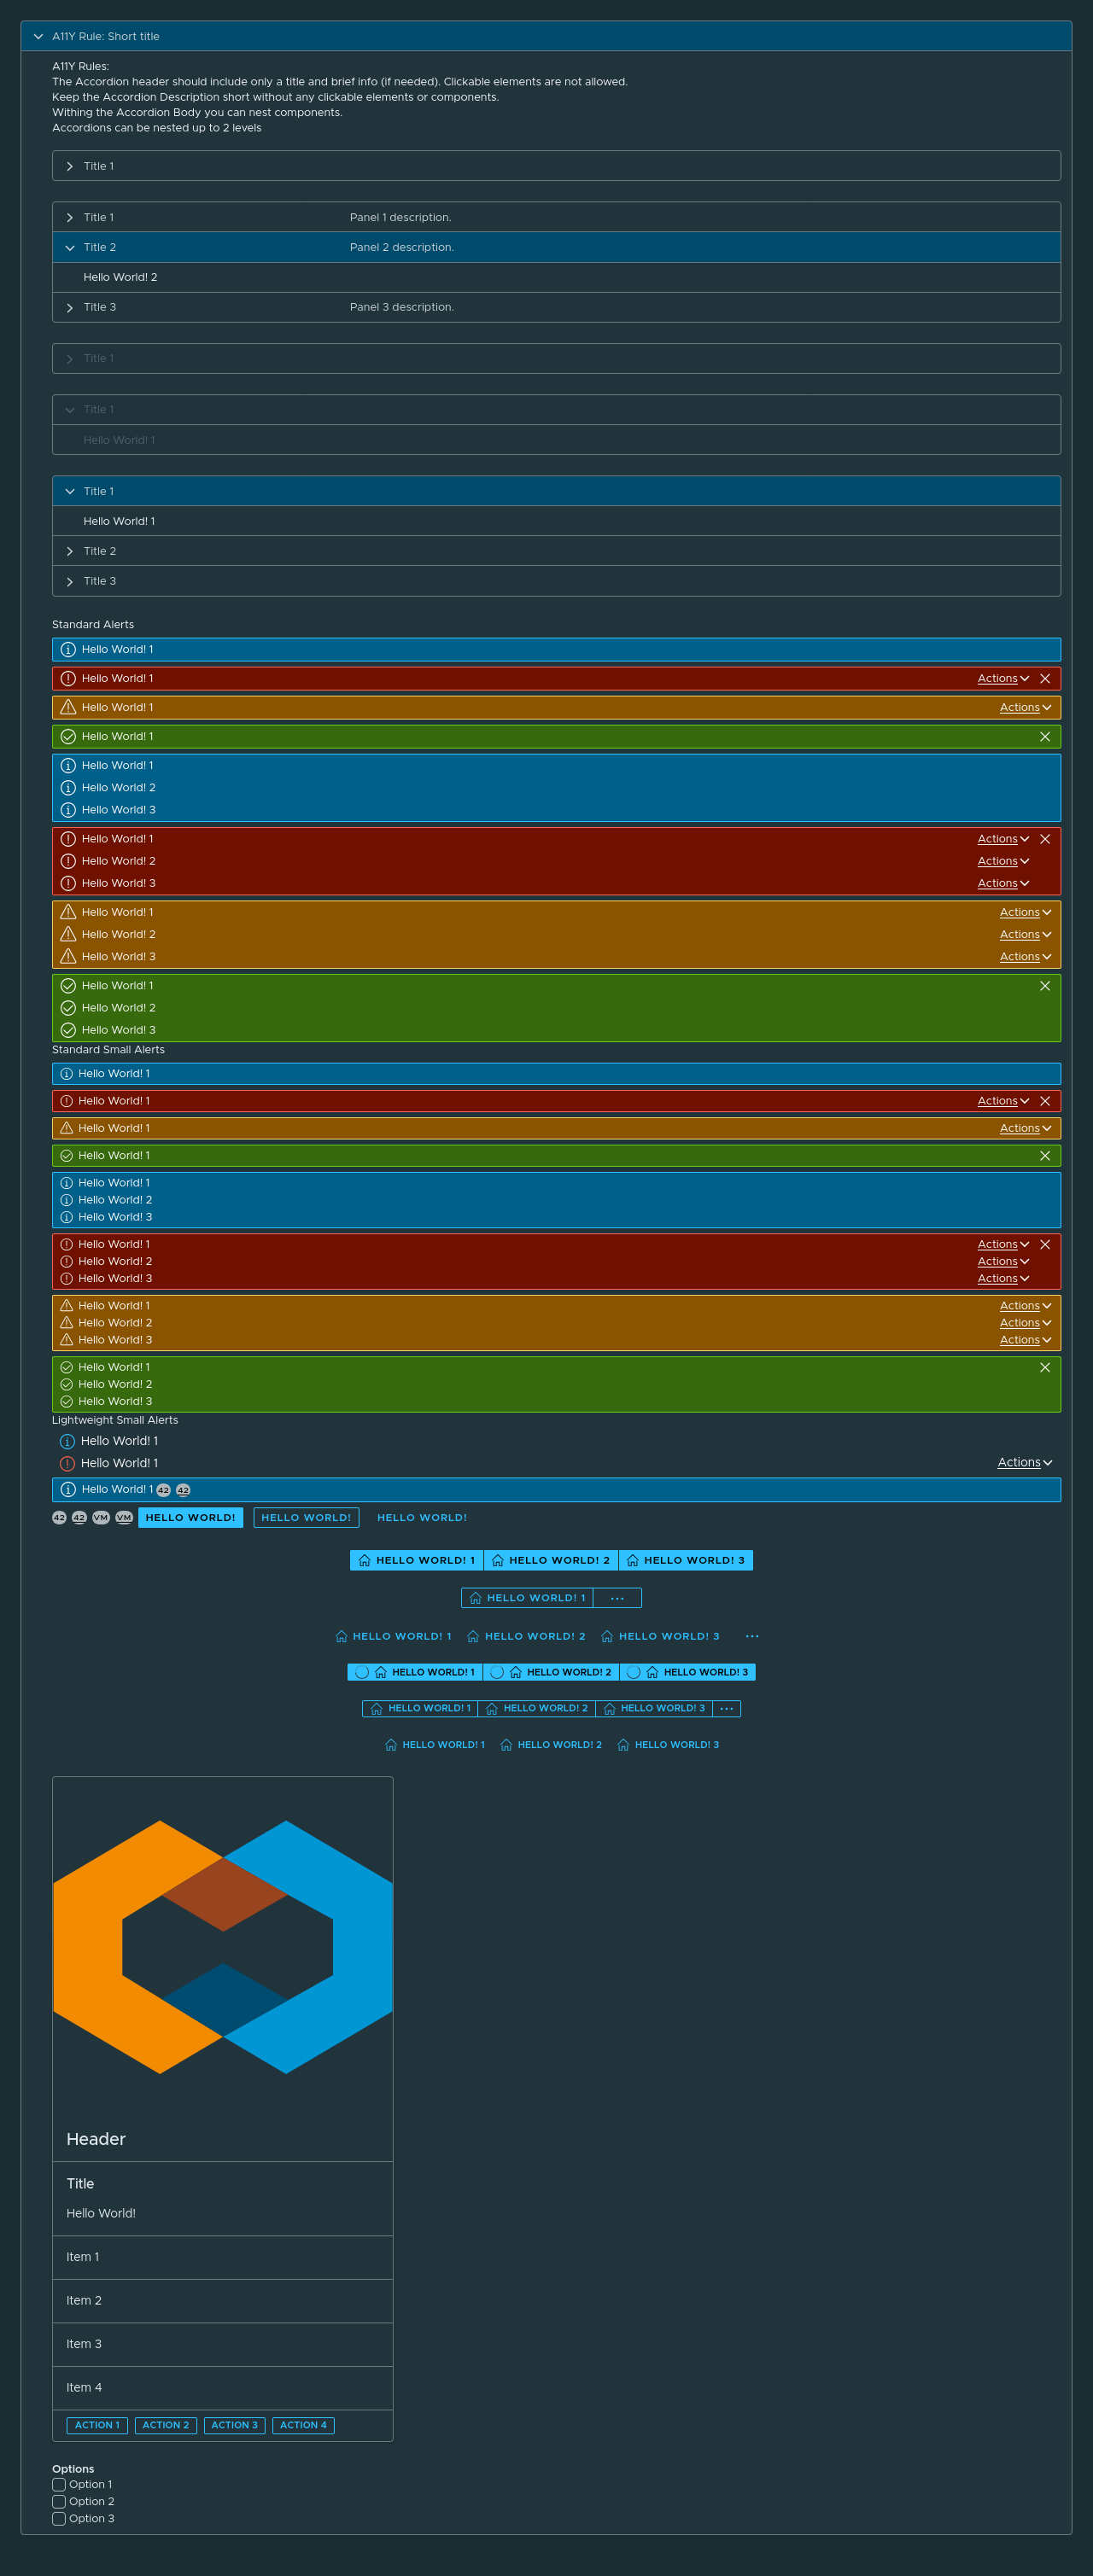 A11Y Rule: Short title
A11Y Rules:
The Accordion header should include only a title and brief info (if needed). Clickable elements are not allowed.
Keep the Accordion Description short without any clickable elements or components.
Withing the Accordion Body you can nest components.
Accordions can be nested up to 2 levels
Title 1
Title 1 Panel 1 description.
Title 2 Panel 2 description.
Hello World! 2
Title 3 Panel 3 description.
Title 1
Title 1
Hello World! 1
Title 1
Hello World! 1
Title 2
Title 3
Standard Alerts
Hello World! 1
Hello World! 1 Actions
Hello World! 1 Actions
Hello World! 1
Hello World! 1
Hello World! 2
Hello World! 3
Hello World! 1 Actions
Hello World! 2 Actions
Hello World! 3 Actions
Hello World! 1 Actions
Hello World! 2 Actions
Hello World! 3 Actions
Hello World! 1
Hello World! 2
Hello World! 3
Standard Small Alerts
Hello World! 1
Hello World! 1 Actions
Hello World! 1 Actions
Hello World! 1
Hello World! 1
Hello World! 2
Hello World! 3
Hello World! 1 Actions
Hello World! 2 Actions
Hello World! 3 Actions
Hello World! 1 Actions
Hello World! 2 Actions
Hello World! 3 Actions
Hello World! 1
Hello World! 2
Hello World! 3
Lightweight Small Alerts
Hello World! 1
Hello World! 1 Actions
Hello World! 1 42 42
42 42 VM VM HELLO WORLD! HELLO WORLD! HELLO WORLD!
HELLO WORLD! 1 HELLO WORLD! 2 HELLO WORLD! 3
HELLO WORLD! 1 ...
HELLO WORLD! 1 HELLO WORLD! 2 HELLO WORLD! 3 ...
HELLO WORLD! 1 HELLO WORLD! 2 HELLO WORLD! 3
HELLO WORLD! 1 HELLO WORLD! 2 HELLO WORLD! 3 ...
HELLO WORLD! 1 HELLO WORLD! 2 HELLO WORLD! 3
Header
Title
Hello World!
Item 1
Item 2
Item 3
Item 4
ACTION 1 ACTION 2 ACTION 3 ACTION 4
Options
Option 1
Option 2
Option 3